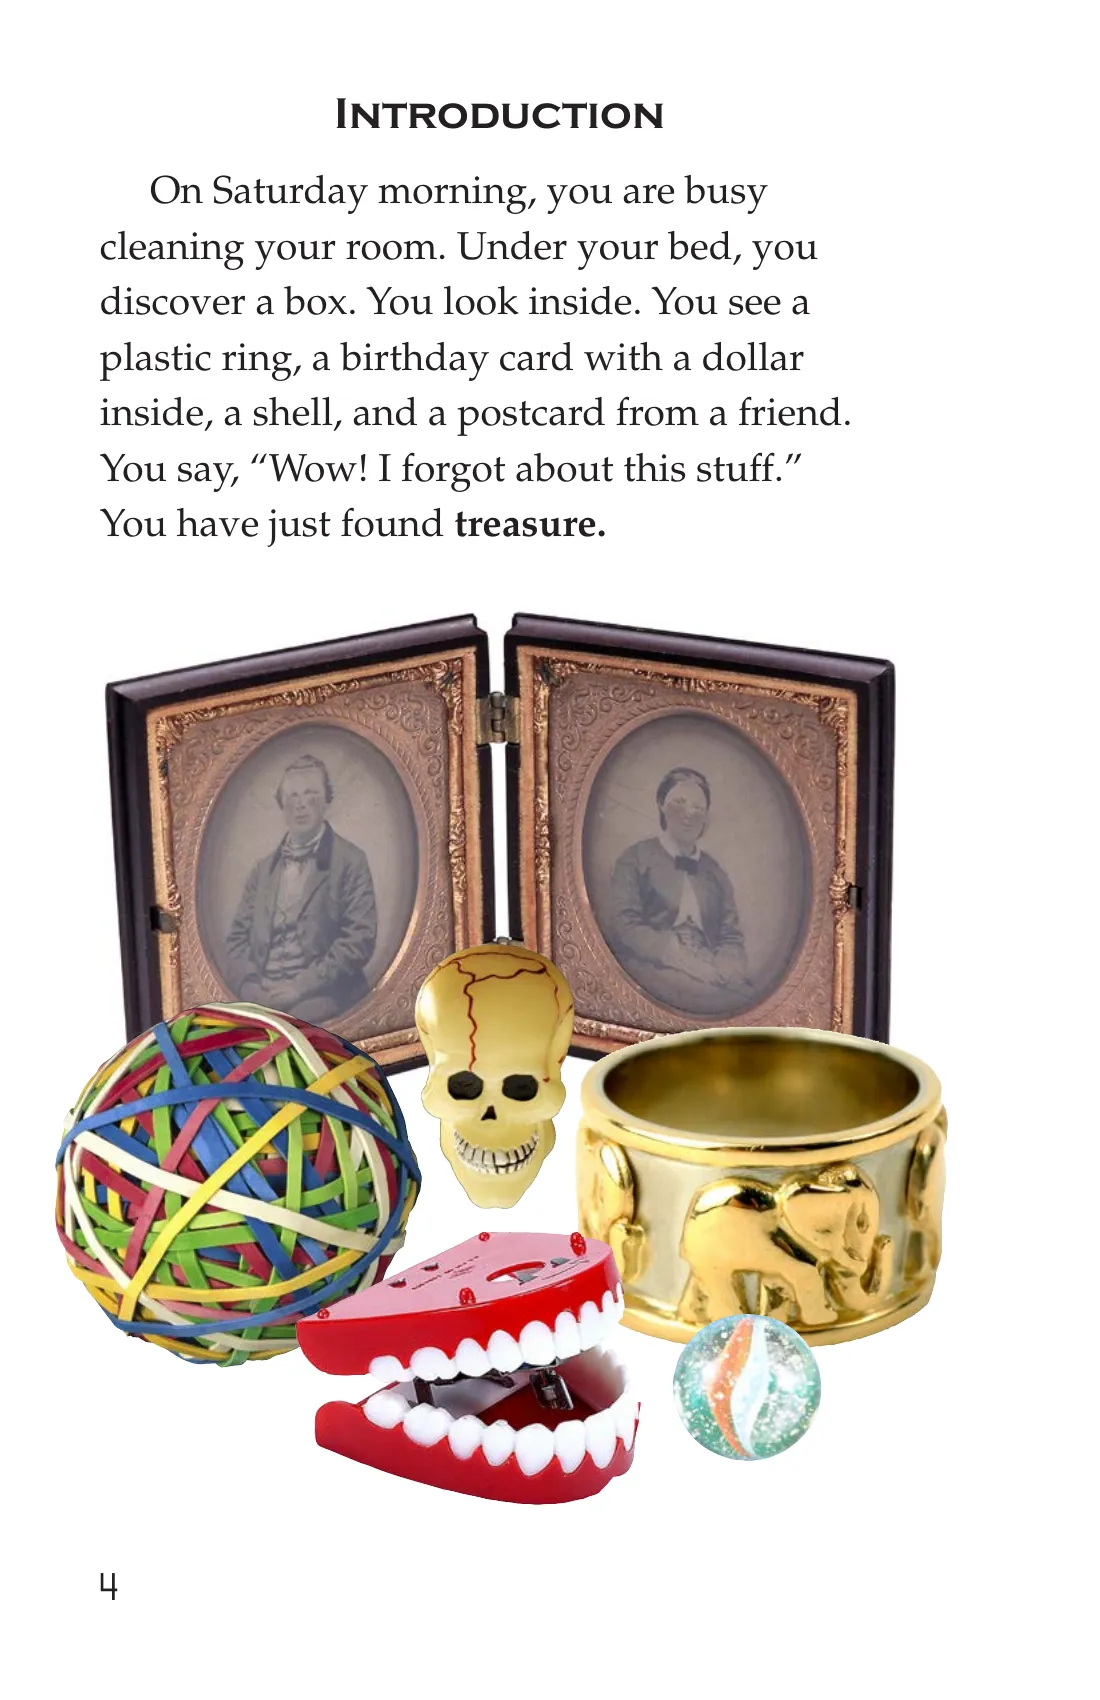 INTRODUCTION
On Saturday morning, you are busy
cleaning your room. Under your bed, you
discover a box. You look inside. You see a
plastic ring, a birthday card with a dollar
inside, a shell, and a postcard from a friend.
You say, “Wow! I forgot about this stuff.”
You have just found treasure.
4